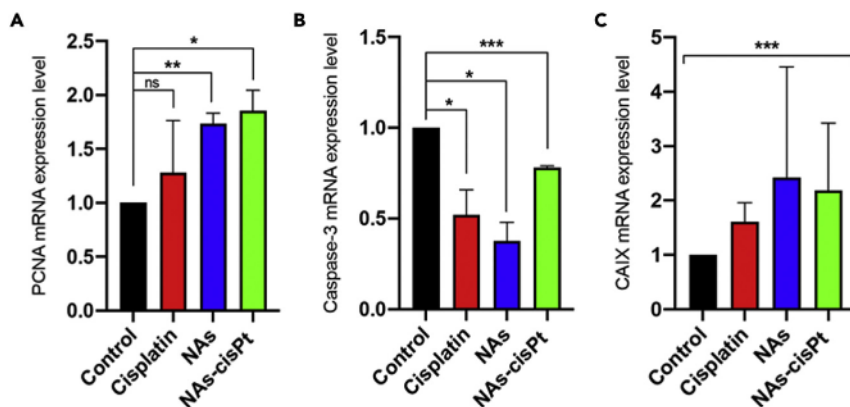 A
PCNA mRNA expression level
2.5
2.0
1.5
1.0
0.5
0.0
*
**
ns
Control
Cisplatin
NAs
NAs-cisPt
B
Caspase-3 mRNA expression level
1.5
1.0
0.5
0.0
***
*
*
Control
Cisplatin
NAs
NAs-cisPt
C
CAIX mRNA expression level
5
4
3
2
1
0
***
Control
Cisplatin
NAs
NAs-cisPt